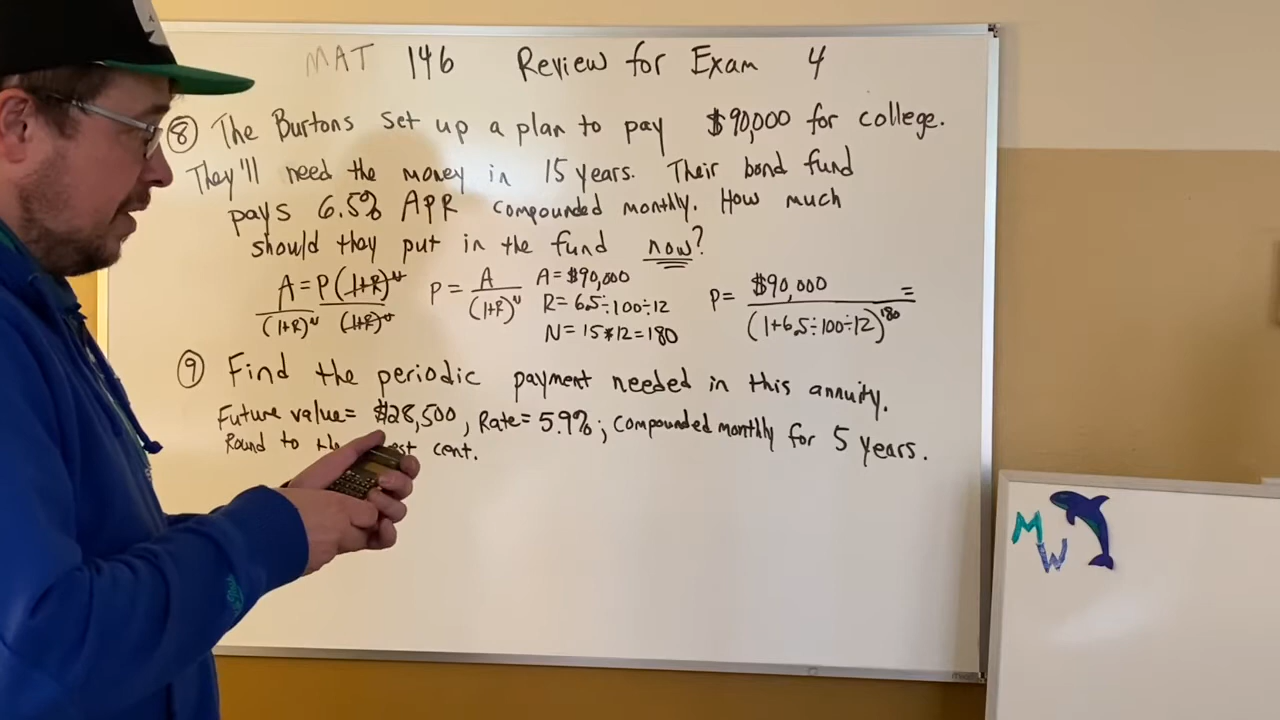 MAT 146 Review for Exam 4
⑧ The Burtons set up a plan to pay $90,000 for college.
They'll need the money in 15 years. Their bond fund
pays 6.5% APR compounded monthly. How much
should they put in the fund now?
A = P(1+R)^N / (1+R)^N (1+R)^N P = A / (1+R)^N
A = $90,000
R = 6.5÷100÷12
N = 15*12=180
P = $90,000 / (1+6.5÷100÷12)^180 =
⑨ Find the periodic payment needed in this annuity.
Future value = $28,500, Rate = 5.9%; compounded monthly for 5 years.
Round to cent.
M
W